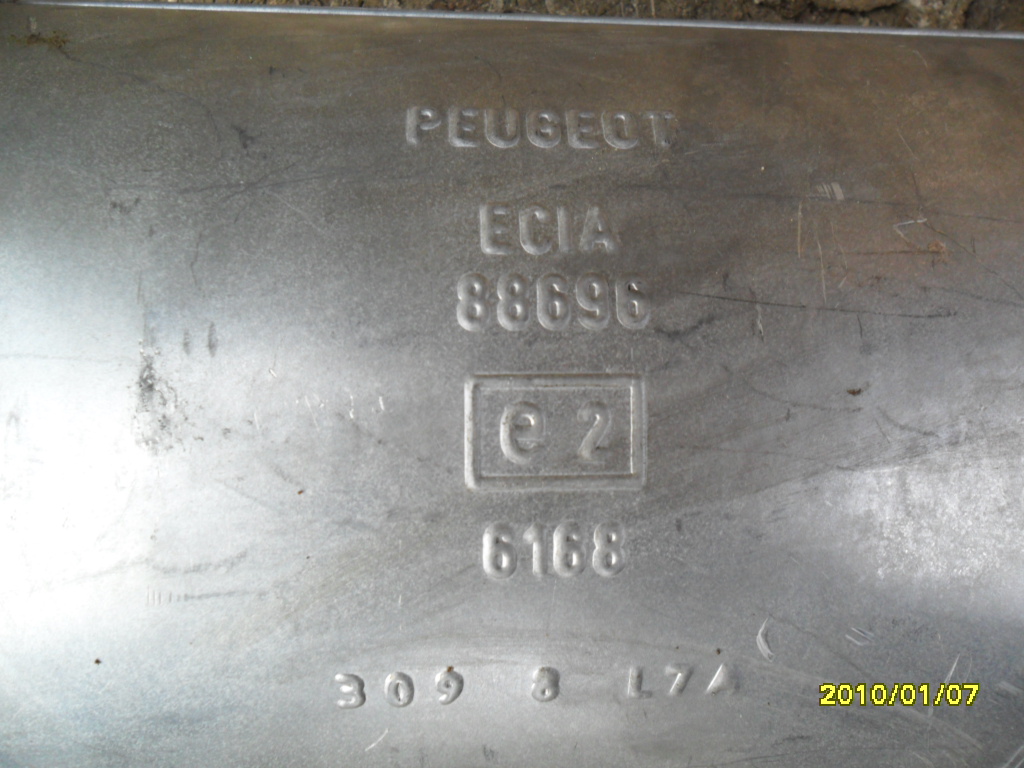 PEUGEOT
ECIA
88696
e 2
6168
309 8 L7A
2010/01/07